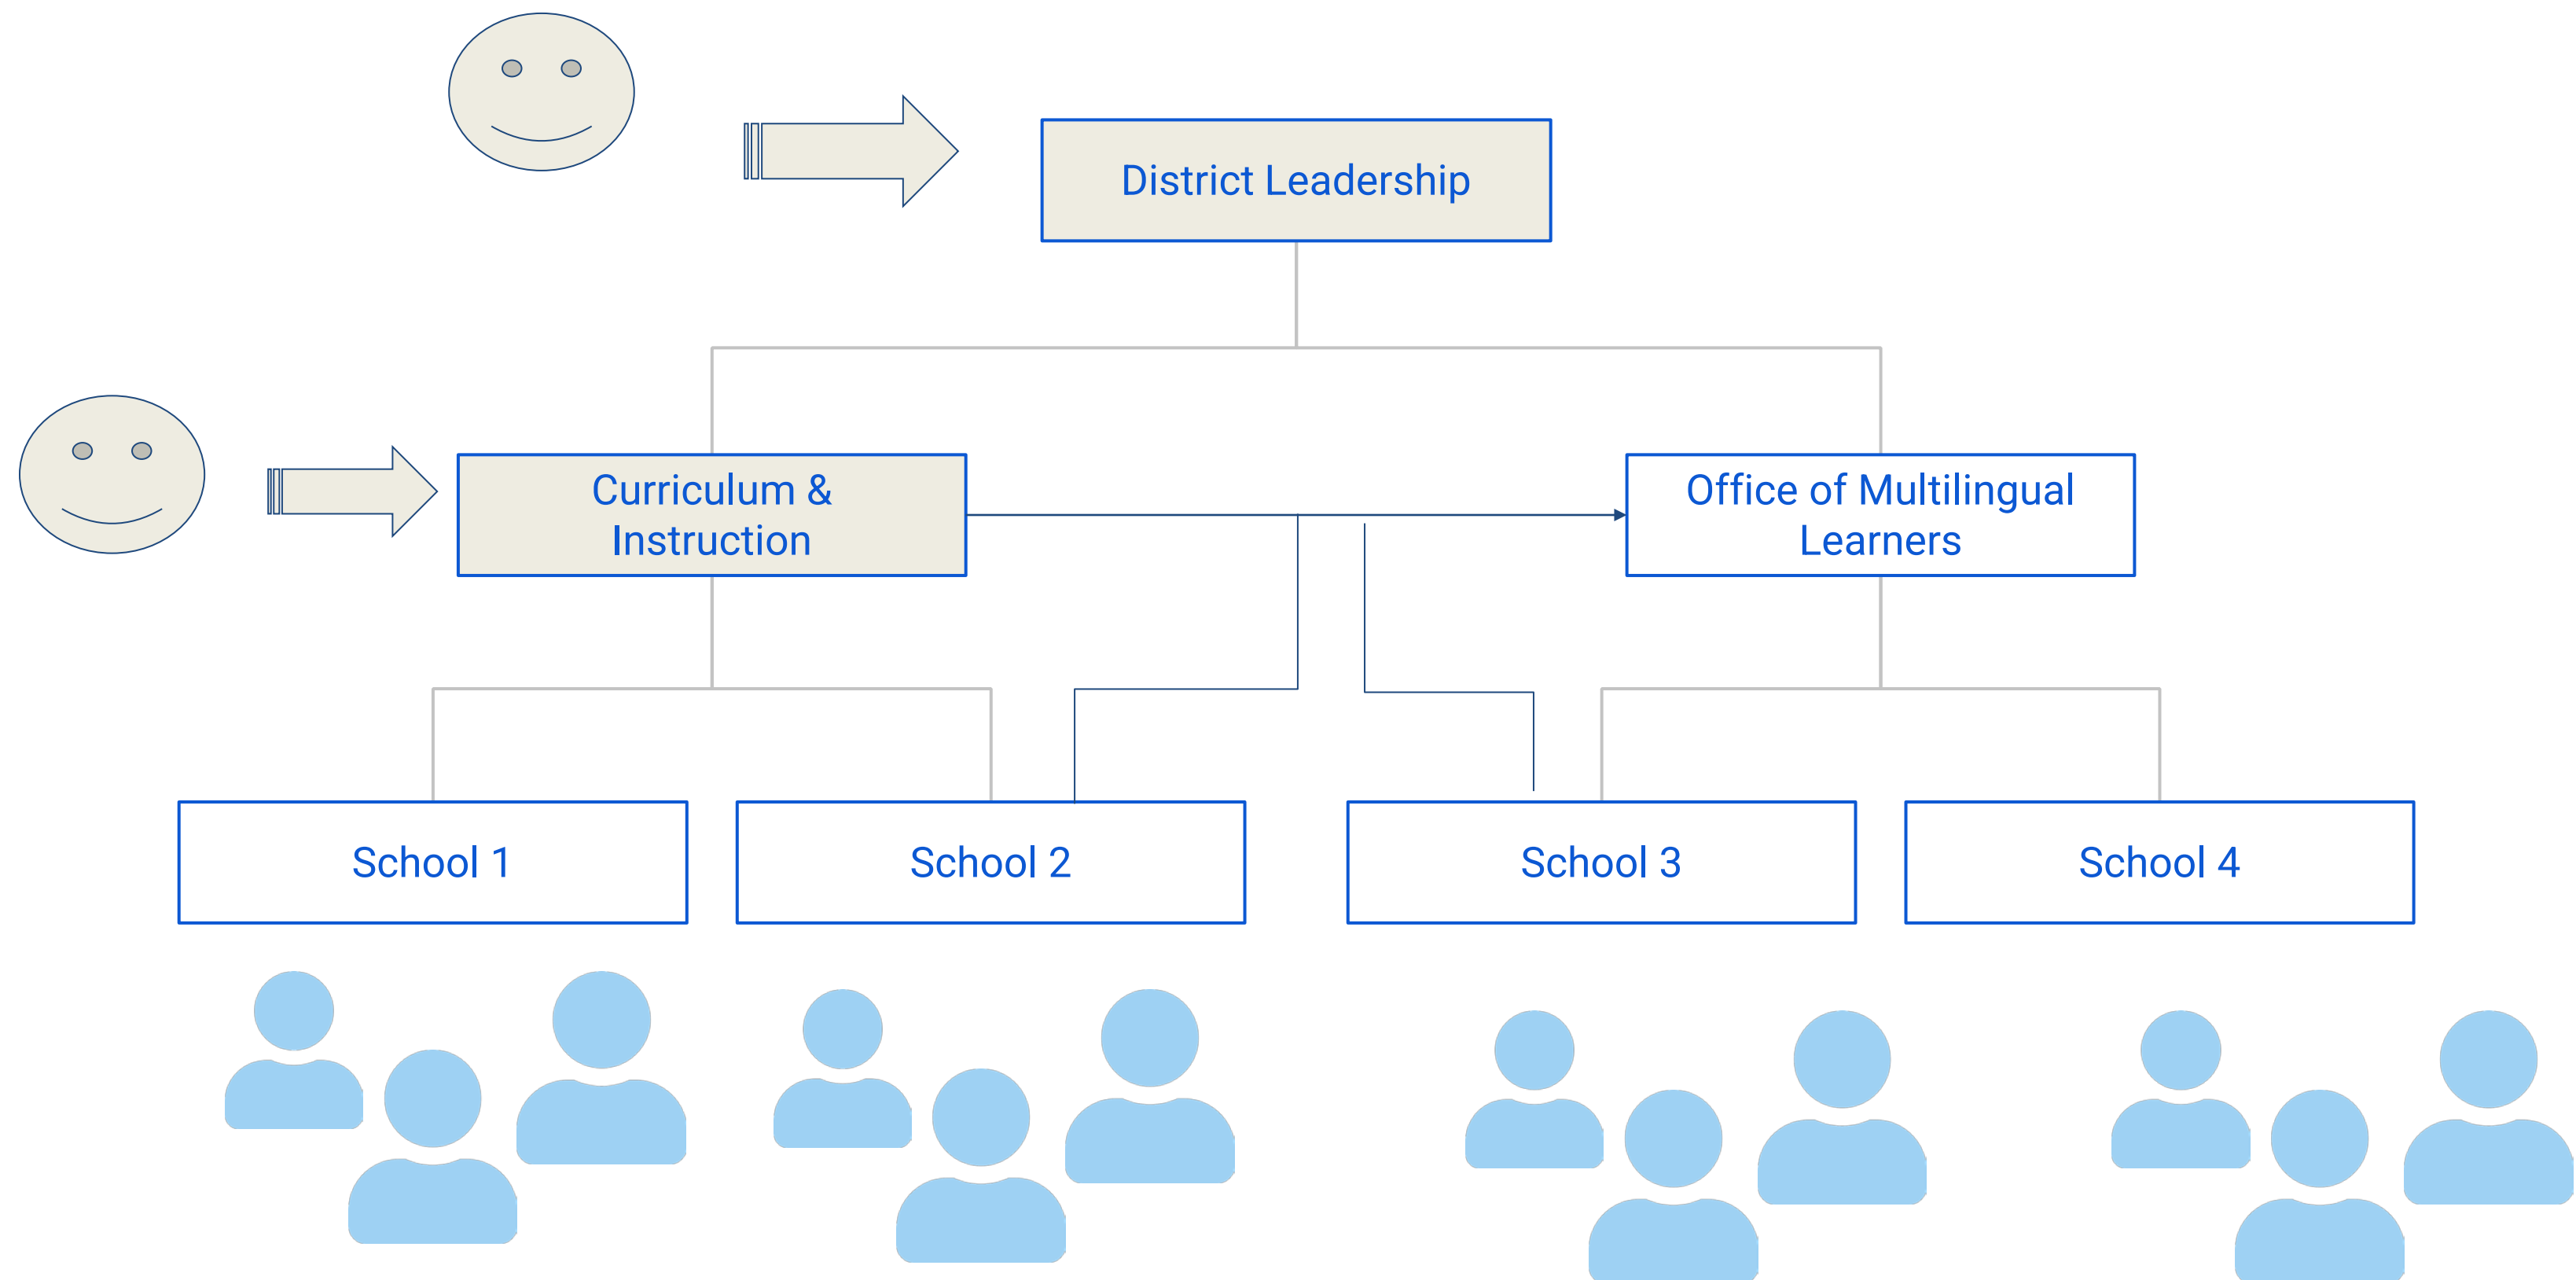 District Leadership
Curriculum &
Instruction
Office of Multilingual
Learners
School 1
School 2
School 3
School 4